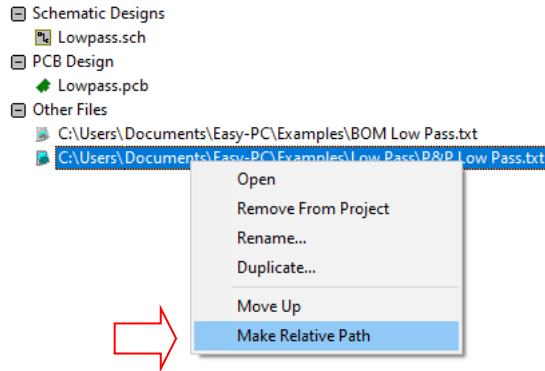 Schematic Designs
Lowpass.sch
PCB Design
Lowpass.pcb
Other Files
C:\Users\Documents\Easy-PC\Examples\BOM Low Pass.txt
C:\Users\Documents\Easy-PC\Examples\Low Pass\P&P Low Pass.txt
Open
Remove From Project
Rename...
Duplicate...
Move Up
Make Relative Path